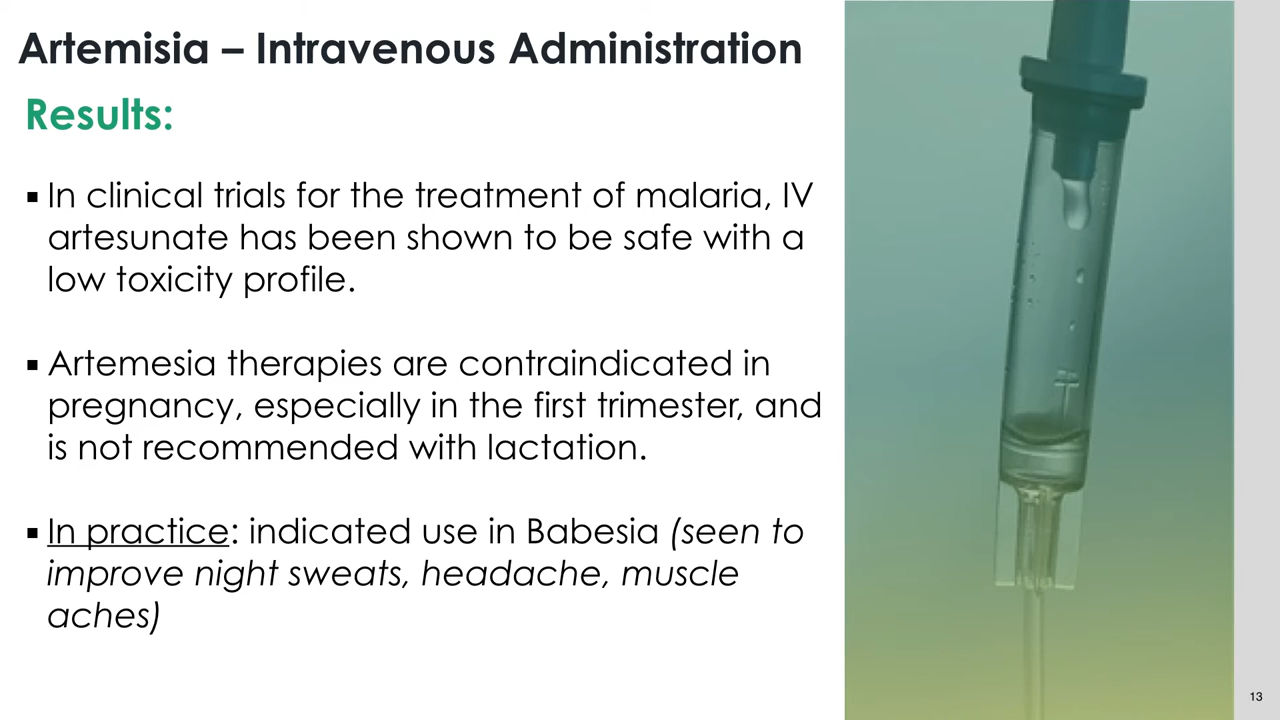 Artemisia – Intravenous Administration
Results:
▪ In clinical trials for the treatment of malaria, IV
artesunate has been shown to be safe with a
low toxicity profile.
▪ Artemesia therapies are contraindicated in
pregnancy, especially in the first trimester, and
is not recommended with lactation.
▪ In practice: indicated use in Babesia (seen to
improve night sweats, headache, muscle
aches)
13